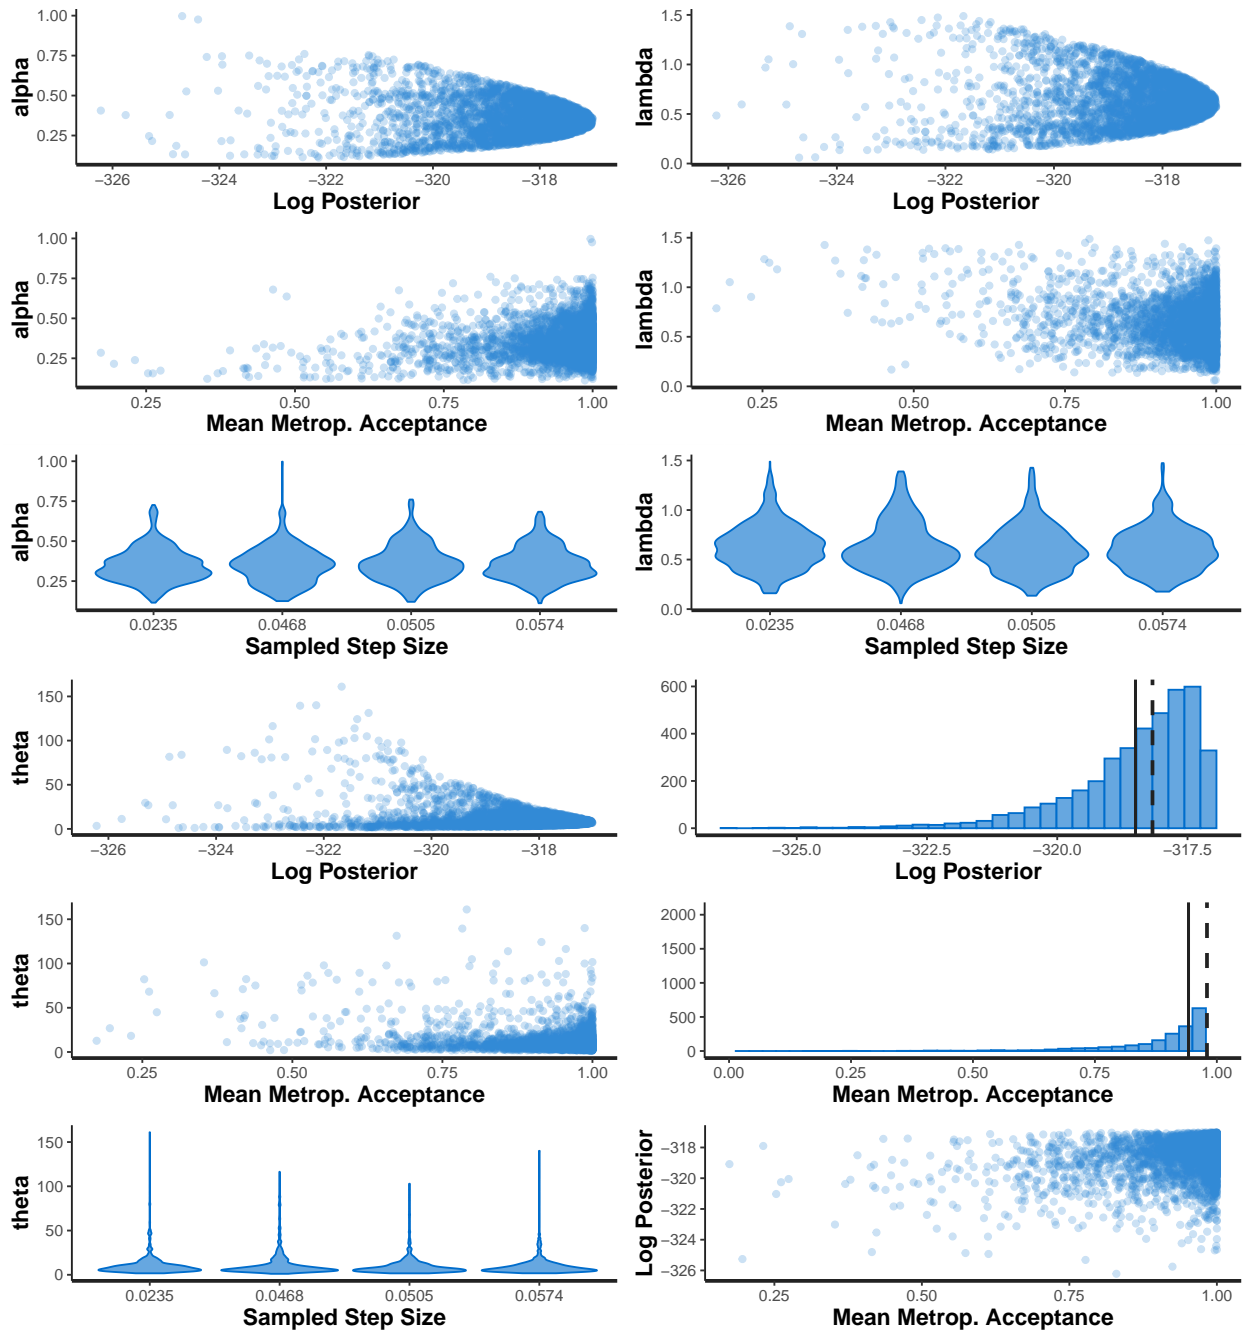 alpha
1.00
0.75
0.50
0.25
−326 −324 −322 −320 −318
Log Posterior
lambda
1.5
1.0
0.5
0.0
−326 −324 −322 −320 −318
Log Posterior
alpha
1.00
0.75
0.50
0.25
0.25 0.50 0.75 1.00
Mean Metrop. Acceptance
lambda
1.5
1.0
0.5
0.0
0.25 0.50 0.75 1.00
Mean Metrop. Acceptance
alpha
1.00
0.75
0.50
0.25
0.0235 0.0468 0.0505 0.0574
Sampled Step Size
lambda
1.5
1.0
0.5
0.0
0.0235 0.0468 0.0505 0.0574
Sampled Step Size
theta
150
100
50
0
−326 −324 −322 −320 −318
Log Posterior
600
400
200
0
−325.0 −322.5 −320.0 −317.5
Log Posterior
theta
150
100
50
0
0.25 0.50 0.75 1.00
Mean Metrop. Acceptance
2000
1500
1000
500
0
0.00 0.25 0.50 0.75 1.00
Mean Metrop. Acceptance
theta
150
100
50
0
0.0235 0.0468 0.0505 0.0574
Sampled Step Size
Log Posterior
−318
−320
−322
−324
−326
0.25 0.50 0.75 1.00
Mean Metrop. Acceptance